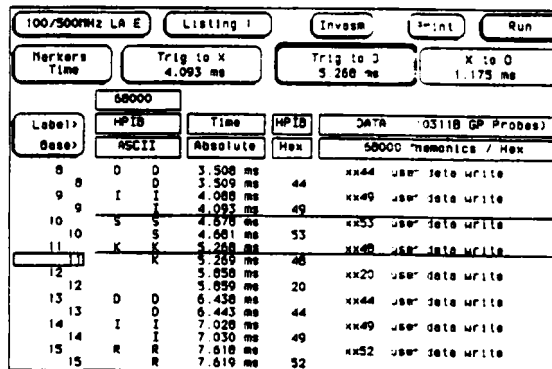 100/500MHz LA E Listing 1 Invasm Print Run
Markers Time Trig to X 4.093 ms Trig to O 5.268 ms X to O 1.175 ms
68000
Label> HPIB Time HPIB DATA 0311B GP Probes)
Base> ASCII Absolute Hex 68000 Mnemonics / Hex
8 D D 3.508 ms xx44 user data write
8 D 3.509 ms 44
9 I I 4.088 ms xx49 user data write
9 I 4.093 ms 49
10 S S 4.678 ms xx53 user data write
10 S 4.681 ms 53
11 K K 5.268 ms xx4B user data write
K 5.269 ms 4B
12 5.858 ms xx20 user data write
12 5.859 ms 20
13 D D 6.438 ms xx44 user data write
13 D 6.443 ms 44
14 I I 7.028 ms xx49 user data write
14 I 7.030 ms 49
15 R R 7.618 ms xx52 user data write
15 R 7.619 ms 52